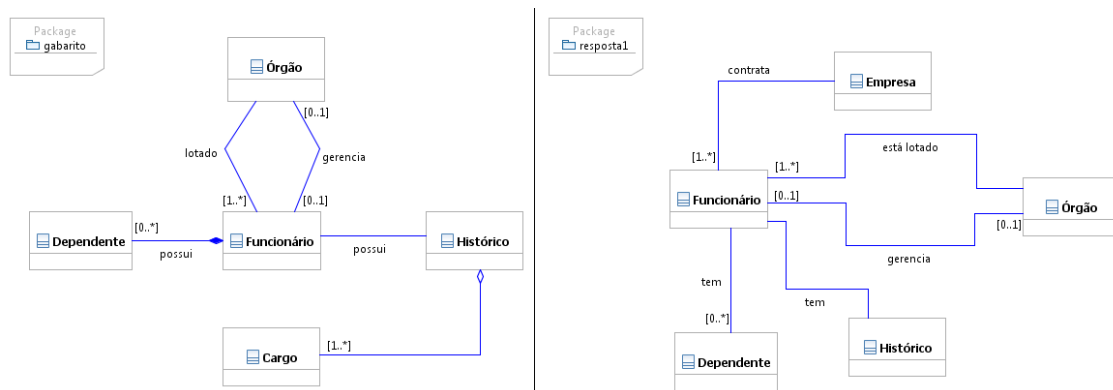 Package
gabarito
Órgão
[0..1]
lotado
gerencia
[1..*]
[0..1]
Dependente
[0..*]
possui
Funcionário
possui
Histórico
Cargo
[1..*]
Package
resposta1
contrata
Empresa
[1..*]
está lotado
[1..*]
Funcionário
[0..1]
Órgão
[0..1]
gerencia
tem
tem
[0..*]
Dependente
Histórico